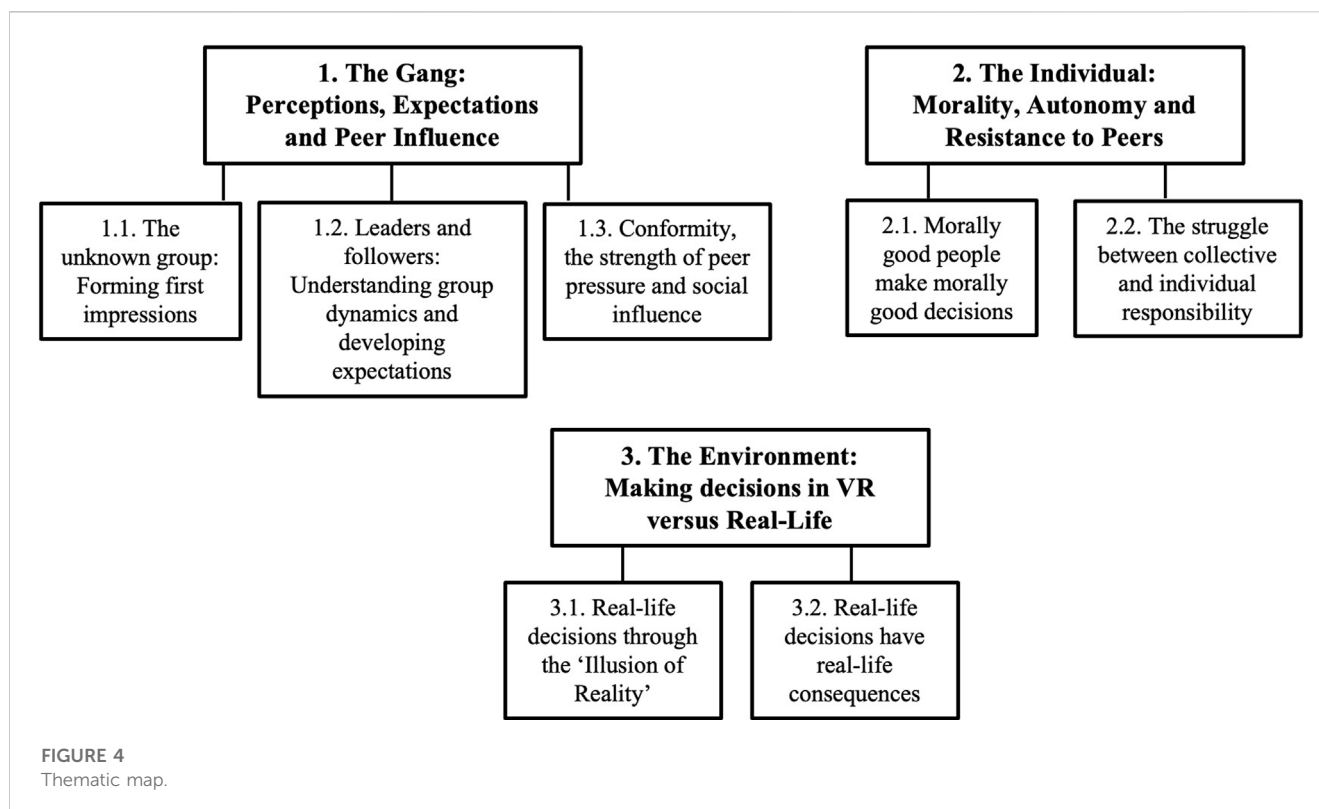 1. The Gang:
Perceptions, Expectations
and Peer Influence
1.1. The
unknown group:
Forming first
impressions
1.2. Leaders and
followers:
Understanding group
dynamics and
developing
expectations
1.3. Conformity,
the strength of peer
pressure and social
influence
2. The Individual:
Morality, Autonomy and
Resistance to Peers
2.1. Morally
good people
make morally
good decisions
2.2. The struggle
between collective
and individual
responsibility
3. The Environment:
Making decisions in VR
versus Real-Life
3.1. Real-life
decisions through
the ‘Illusion of
Reality’
3.2. Real-life
decisions have
real-life
consequences
FIGURE 4
Thematic map.